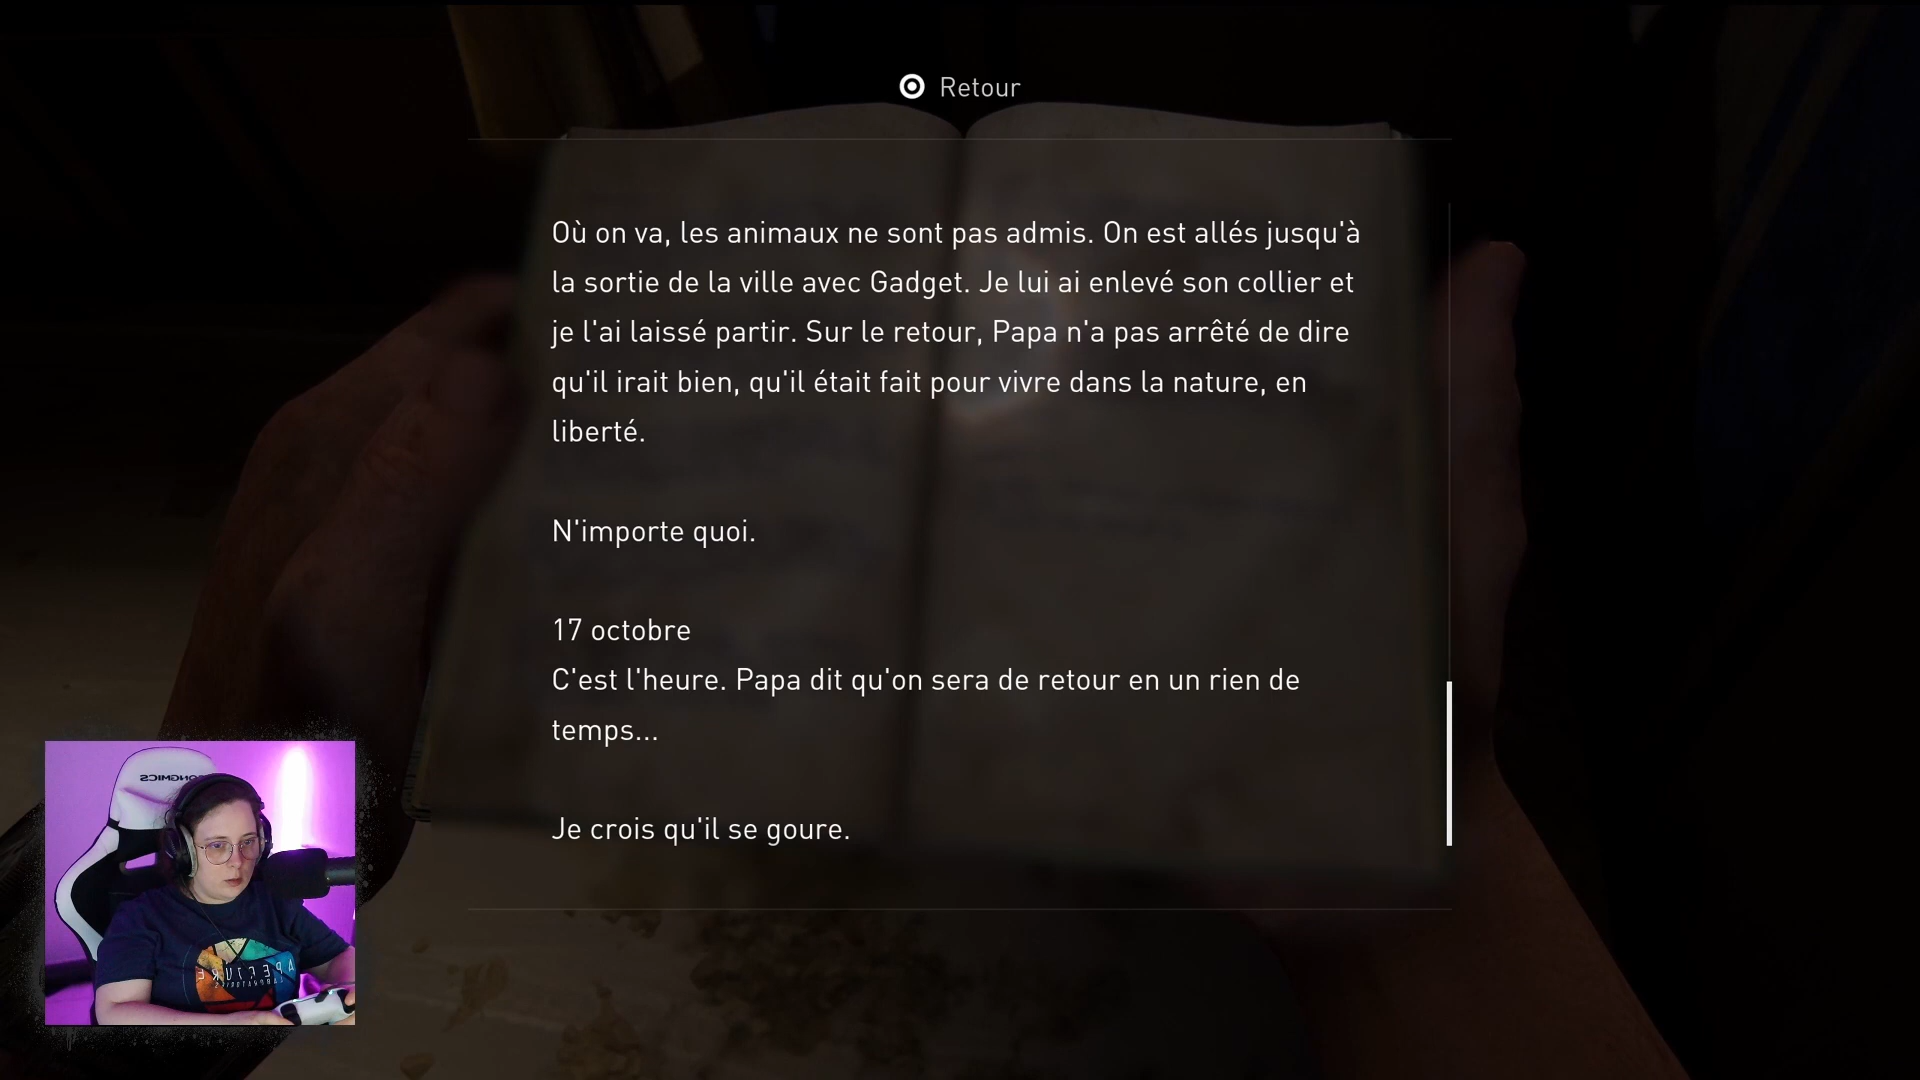 Retour
Où on va, les animaux ne sont pas admis. On est allés jusqu'à
la sortie de la ville avec Gadget. Je lui ai enlevé son collier et
je l'ai laissé partir. Sur le retour, Papa n'a pas arrêté de dire
qu'il irait bien, qu'il était fait pour vivre dans la nature, en
liberté.
N'importe quoi.
17 octobre
C'est l'heure. Papa dit qu'on sera de retour en un rien de
temps...
Je crois qu'il se goure.
APERTURE
LABORATORIES